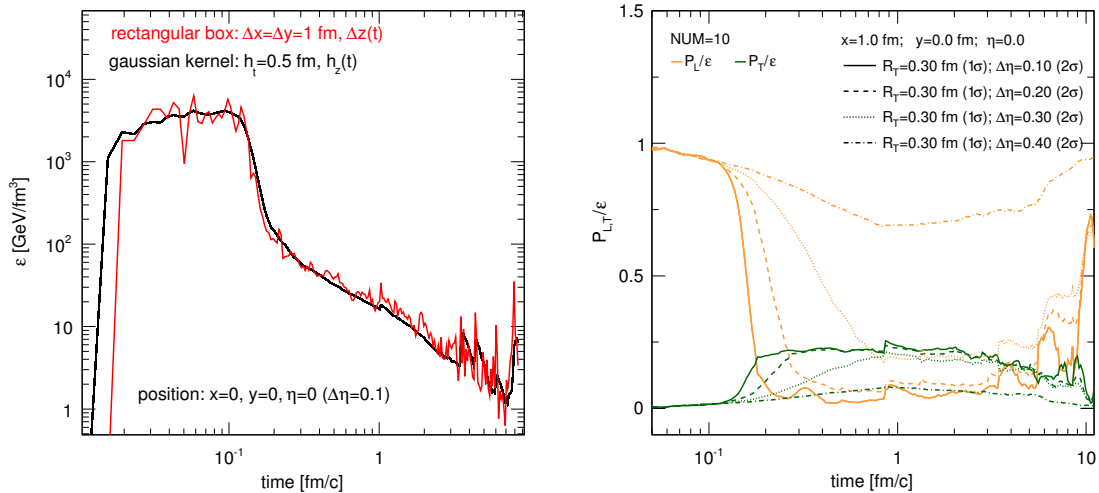 rectangular box: Δx=Δy=1 fm, Δz(t)
gaussian kernel: h_t=0.5 fm, h_z(t)
10^4
10^3
10^2
10
1
ε [GeV/fm^3]
position: x=0, y=0, η=0 (Δη=0.1)
10^-1
1
time [fm/c]
1.5
1
0.5
0
P_L,T/ε
NUM=10
P_L/ε
P_T/ε
x=1.0 fm; y=0.0 fm; η=0.0
R_T=0.30 fm (1σ); Δη=0.10 (2σ)
R_T=0.30 fm (1σ); Δη=0.20 (2σ)
R_T=0.30 fm (1σ); Δη=0.30 (2σ)
R_T=0.30 fm (1σ); Δη=0.40 (2σ)
10^-1
1
10
time [fm/c]